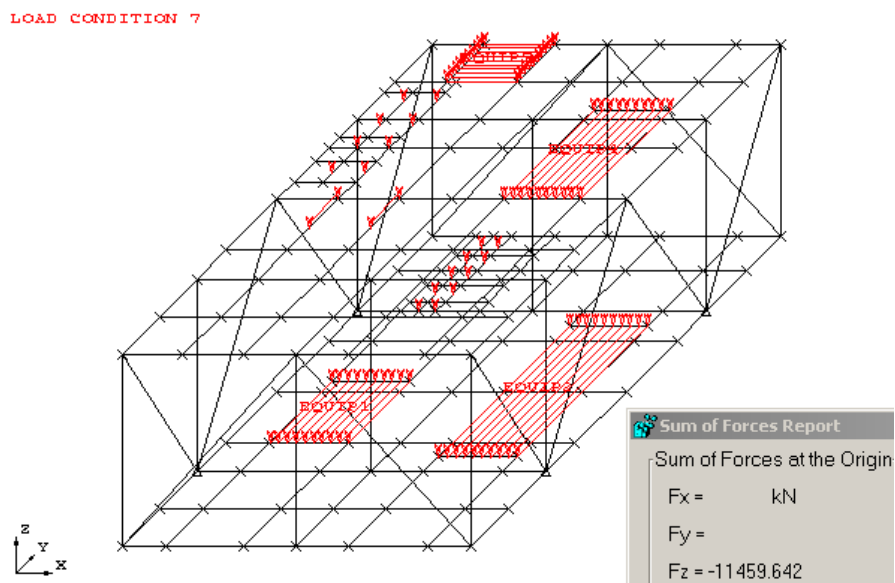 LOAD CONDITION 7
EQUIP4
EQUIP1
Sum of Forces Report
Sum of Forces at the Origin
Fx = kN
Fy =
Fz = -11459.642
Z
Y
X